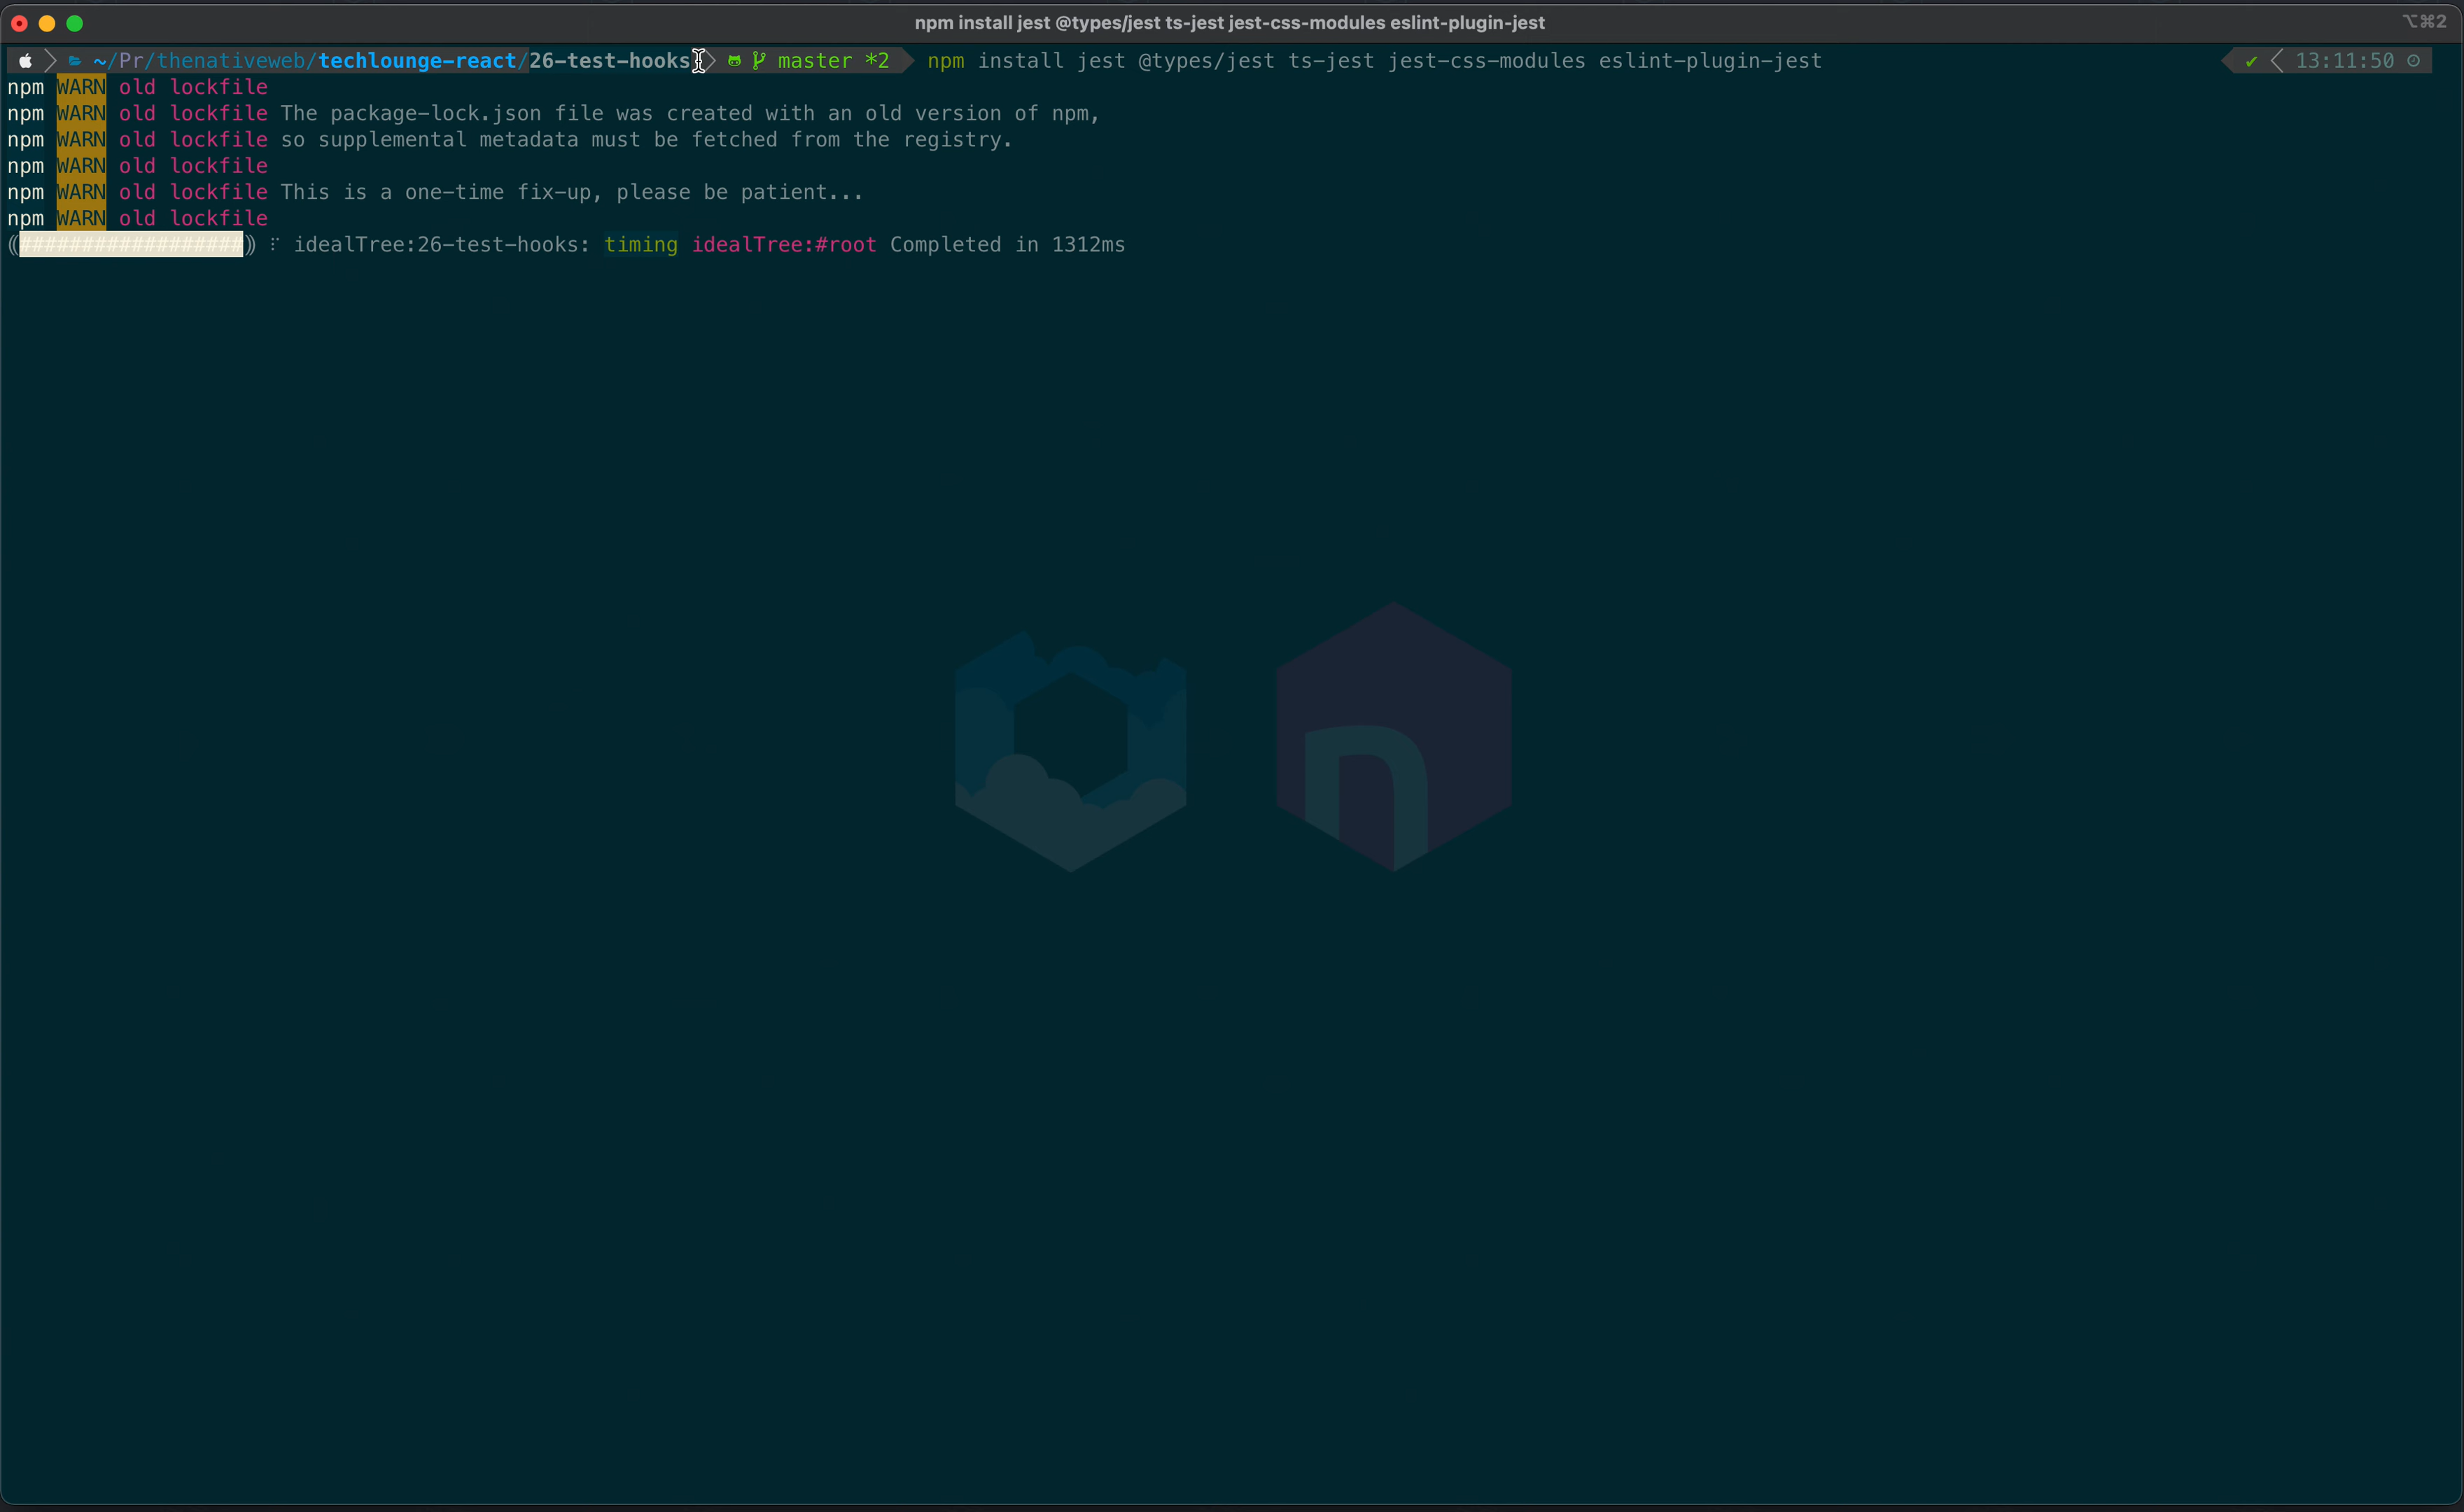 npm install jest @types/jest ts-jest jest-css-modules eslint-plugin-jest
⌥⌘2
~/Pr/thenativeweb/techlounge-react/26-test-hooks master *2 npm install jest @types/jest ts-jest jest-css-modules eslint-plugin-jest ✔ 13:11:50
npm WARN old lockfile
npm WARN old lockfile The package-lock.json file was created with an old version of npm,
npm WARN old lockfile so supplemental metadata must be fetched from the registry.
npm WARN old lockfile
npm WARN old lockfile This is a one-time fix-up, please be patient...
npm WARN old lockfile
(##################) ⠏ idealTree:26-test-hooks: timing idealTree:#root Completed in 1312ms
n